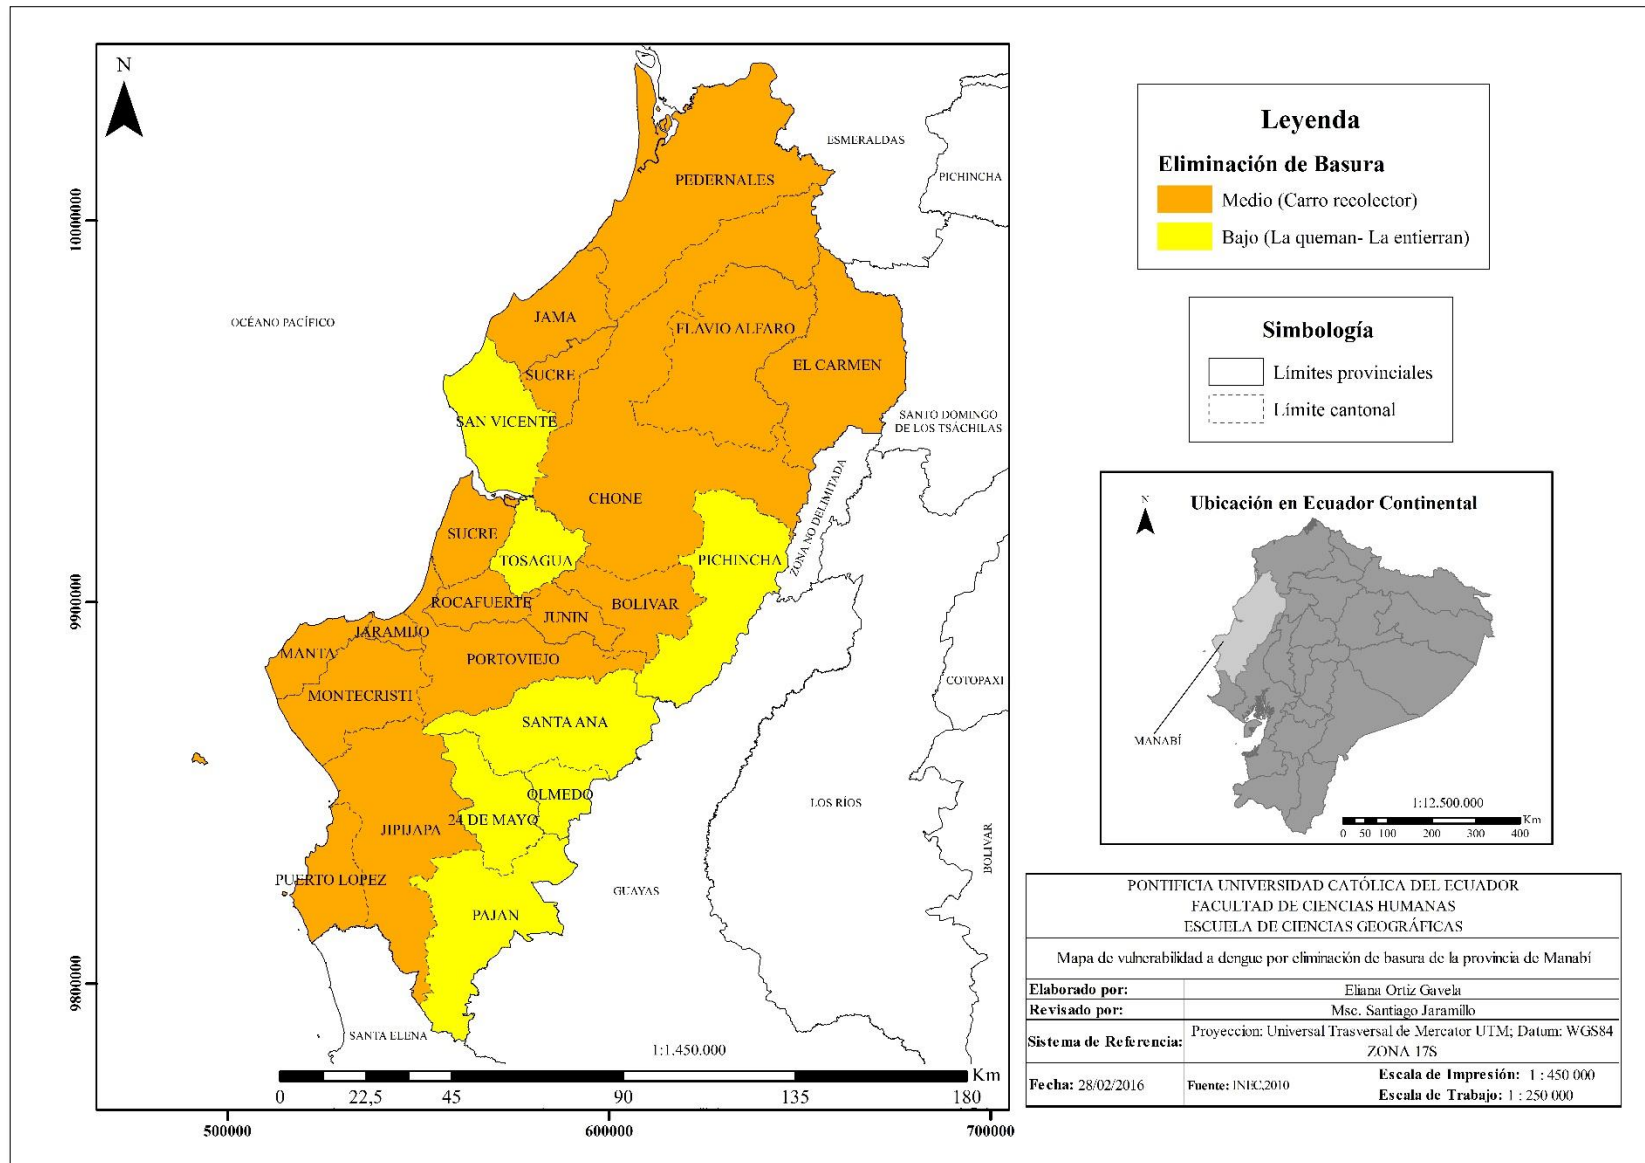 N
ESMERALDAS
PICHINCHA
PEDERNALES
10000000
OCÉANO PACÍFICO
JAMA
FLAVIO ALFARO
EL CARMEN
SUCRE
SAN VICENTE
SANTO DOMINGO
DE LOS TSÁCHILAS
CHONE
ZONA NO DELIMITADA
SUCRE
TOSAGUA
PICHINCHA
9900000
ROCAFUERTE
JUNIN
BOLIVAR
JARAMIJO
MANTA
PORTOVIEJO
MONTECRISTI
COTOPAXI
SANTA ANA
OLMEDO
24 DE MAYO
LOS RÍOS
JIPIJAPA
BOLIVAR
PUERTO LOPEZ
GUAYAS
PAJAN
9800000
SANTA ELENA
1:1.450.000
Km
0 22,5 45 90 135 180
500000 600000 700000
Leyenda
Eliminación de Basura
Medio (Carro recolector)
Bajo (La queman- La entierran)
Simbología
Límites provinciales
Límite cantonal
N
Ubicación en Ecuador Continental
MANABÍ
1:12.500.000
Km
0 50 100 200 300 400
PONTIFICIA UNIVERSIDAD CATÓLICA DEL ECUADOR
FACULTAD DE CIENCIAS HUMANAS
ESCUELA DE CIENCIAS GEOGRÁFICAS
Mapa de vulnerabilidad a dengue por eliminación de basura de la provincia de Manabí
Elaborado por: Eliana Ortiz Gavela
Revisado por: Msc. Santiago Jaramillo
Sistema de Referencia: Proyeccion: Universal Trasversal de Mercator UTM; Datum: WGS84
ZONA 17S
Fecha: 28/02/2016 Fuente: INEC,2010 Escala de Impresión: 1 : 450 000
Escala de Trabajo: 1 : 250 000